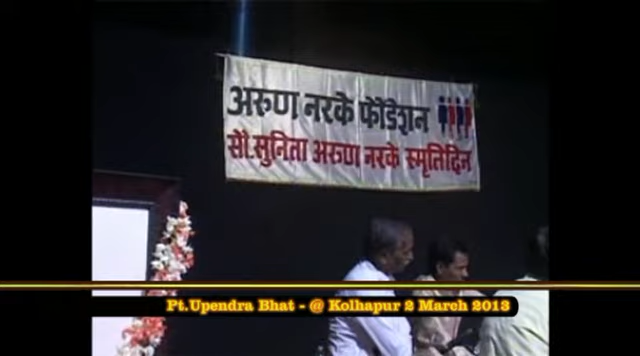 अरुण नरके फौंडेशन
सौ.सुनिता अरुण नरके स्मृतिदिन
Pt.Upendra Bhat - @ Kolhapur 2 March 2013